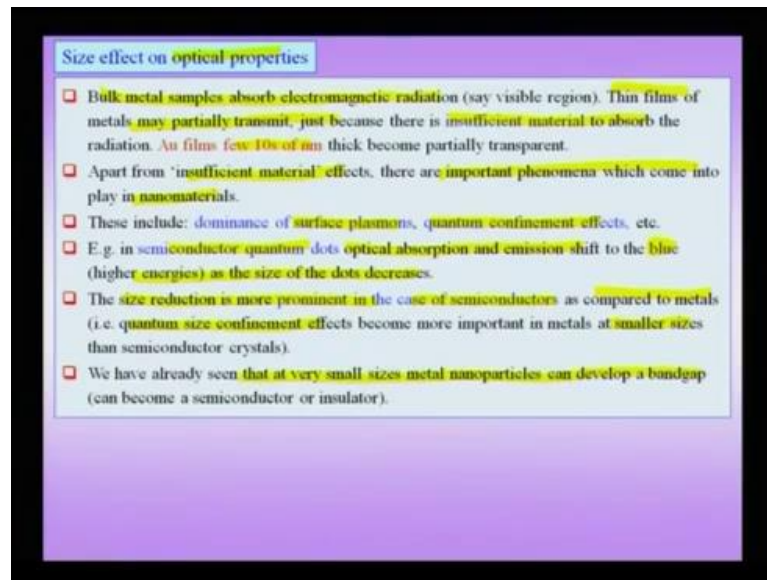 Size effect on optical properties
❑ Bulk metal samples absorb electromagnetic radiation (say visible region). Thin films of
metals may partially transmit, just because there is insufficient material to absorb the
radiation. Au films few 10s of nm thick become partially transparent.
❑ Apart from 'insufficient material' effects, there are important phenomena which come into
play in nanomaterials.
❑ These include: dominance of surface plasmons, quantum confinement effects, etc.
❑ E.g. in semiconductor quantum dots optical absorption and emission shift to the blue
(higher energies) as the size of the dots decreases.
❑ The size reduction is more prominent in the case of semiconductors as compared to metals
(i.e. quantum size confinement effects become more important in metals at smaller sizes
than semiconductor crystals).
❑ We have already seen that at very small sizes metal nanoparticles can develop a bandgap
(can become a semiconductor or insulator).